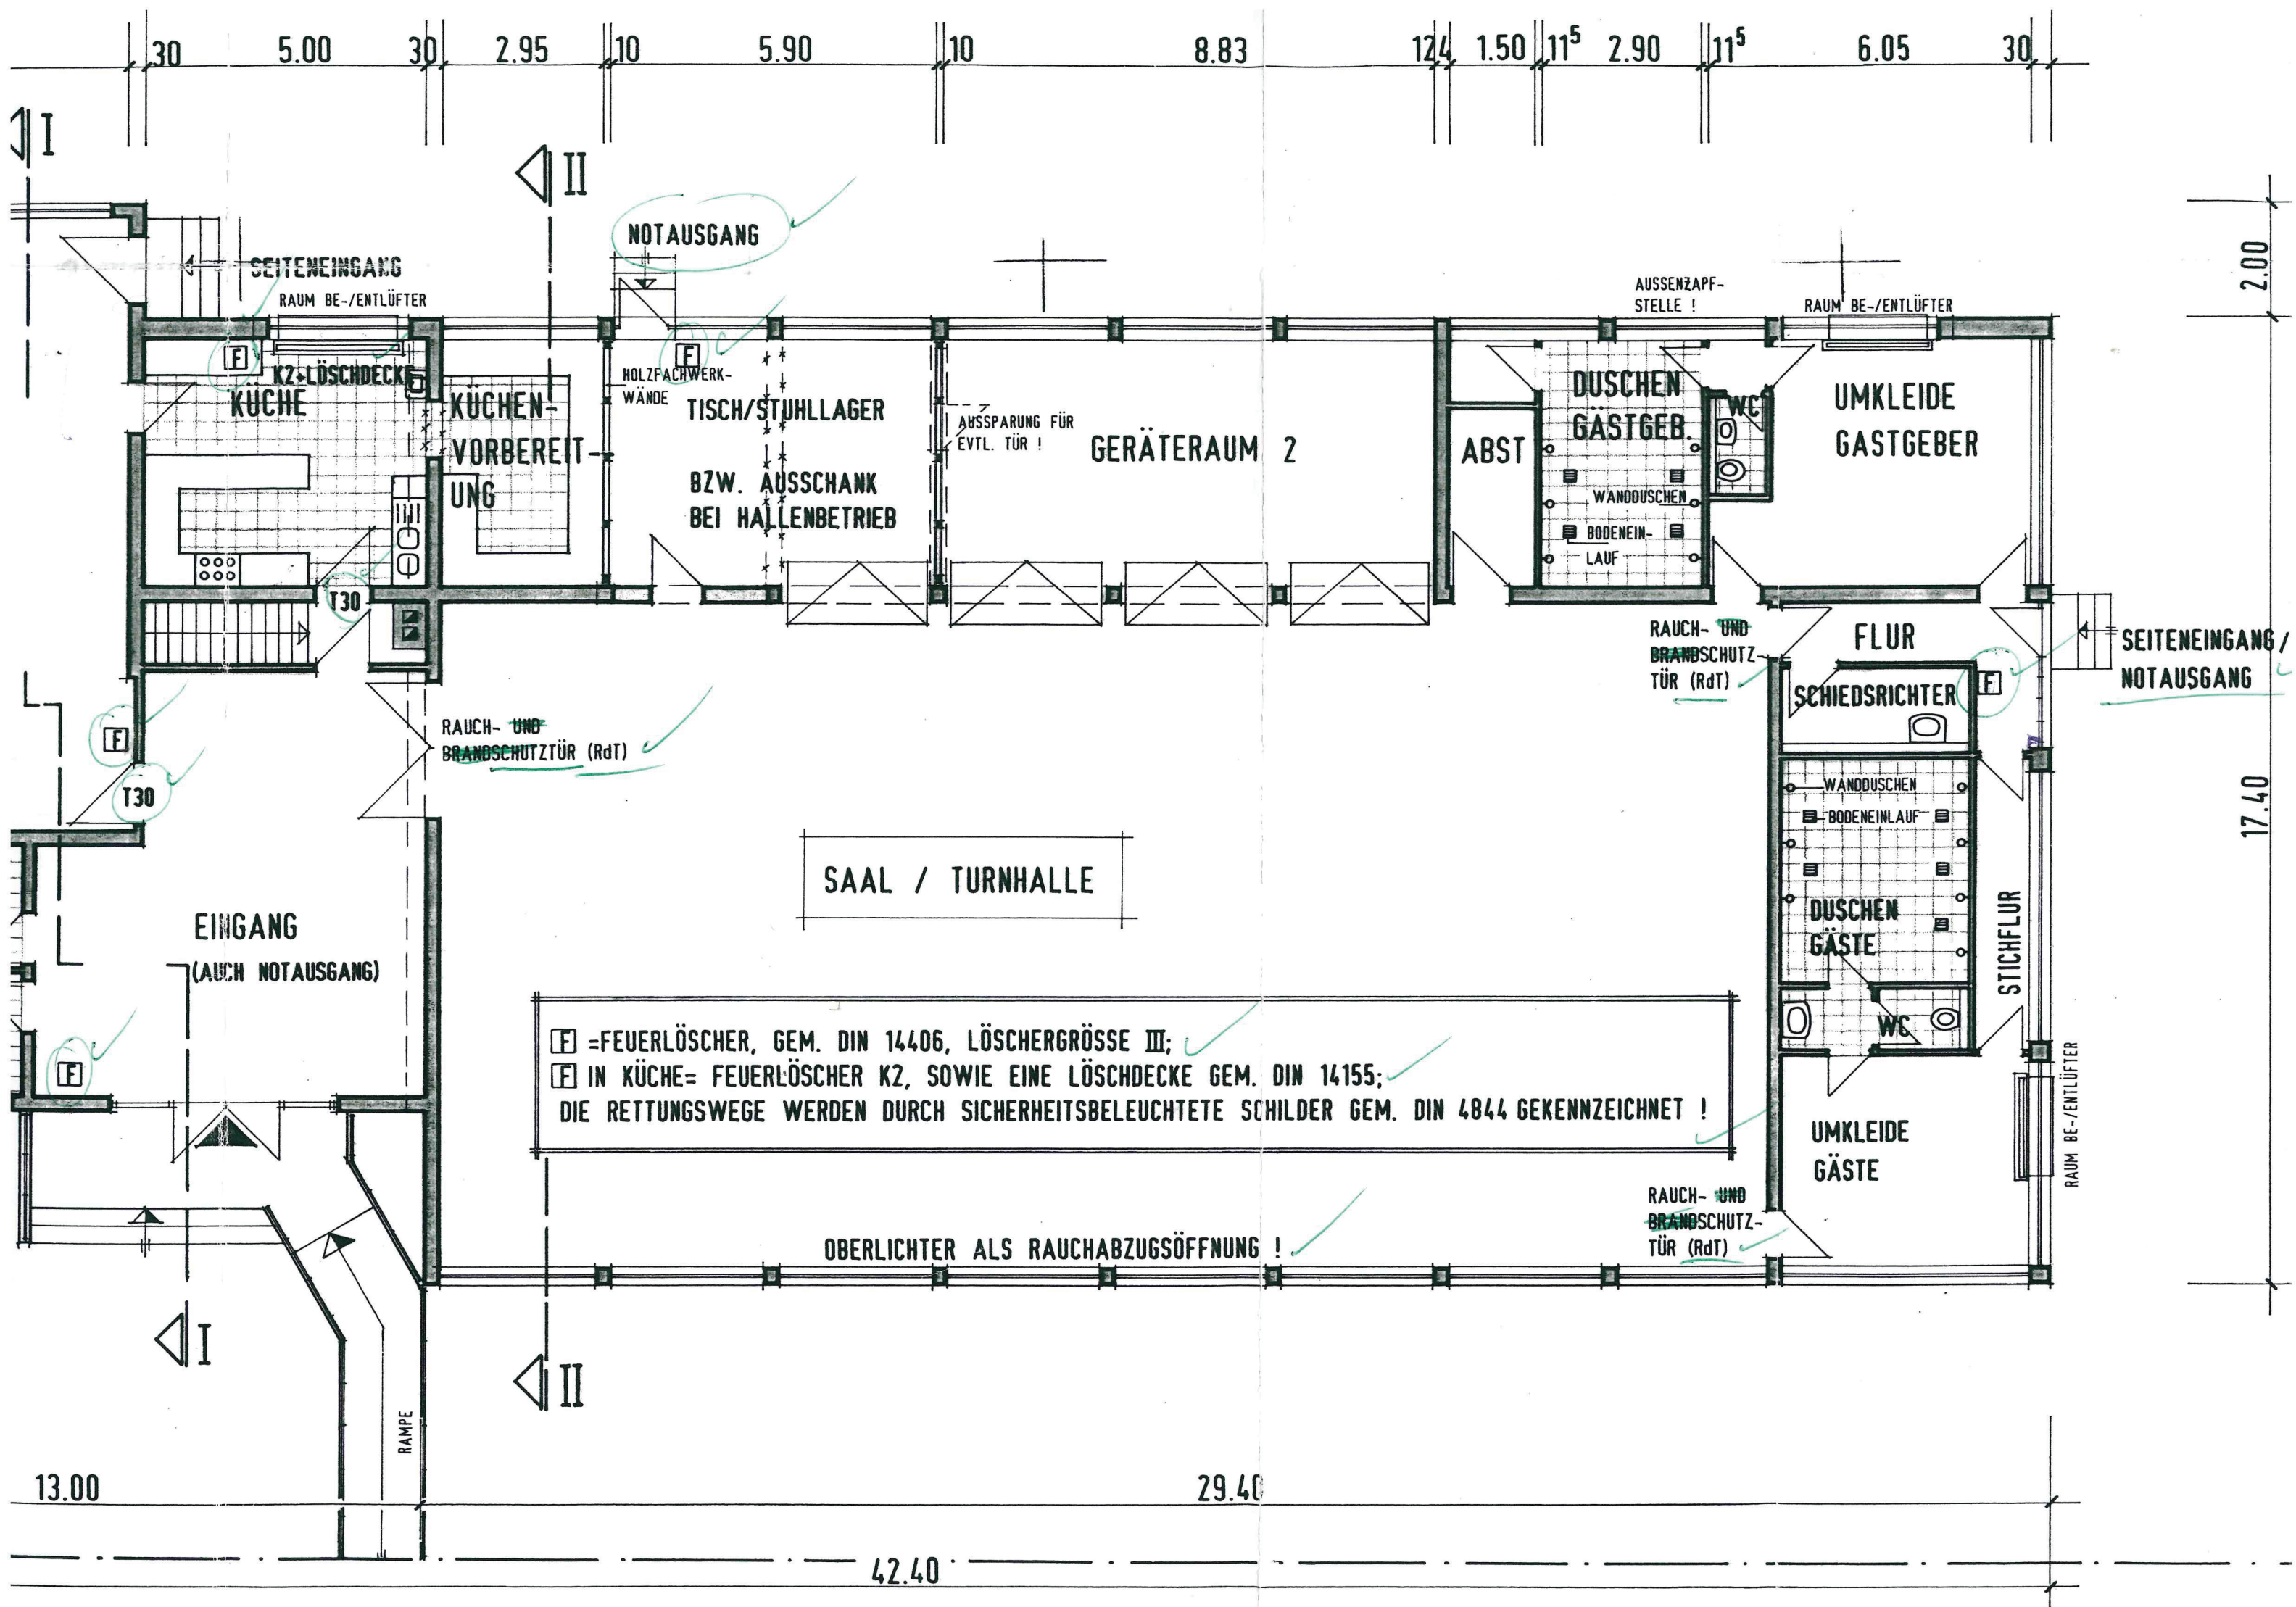 30 5.00 30 2.95 10 5.90 10 8.83 124 1.50 11⁵ 2.90 11⁵ 6.05 30
I
II
NOTAUSGANG
SEITENEINGANG
RAUM BE-/ENTLÜFTER
AUSSENZAPF-
STELLE !
RAUM BE-/ENTLÜFTER
2.00
F
K2+LÖSCHDECKE
KÜCHE
KÜCHEN-
VORBEREIT-
UNG
F
HOLZFACHWERK-
WÄNDE
TISCH/STUHLLAGER
BZW. AUSSCHANK
BEI HALLENBETRIEB
AUSSPARUNG FÜR
EVTL. TÜR !
GERÄTERAUM 2
ABST
DUSCHEN
GÄSTGEB.
WANDDUSCHEN
BODENEIN-
LAUF
WC
UMKLEIDE
GASTGEBER
T30
RAUCH- UND
BRANDSCHUTZ-
TÜR (RdT)
FLUR
SEITENEINGANG/
NOTAUSGANG
SCHIEDSRICHTER
F
F
T30
RAUCH- UND
BRANDSCHUTZTÜR (RdT)
17.40
WANDDUSCHEN
BODENEINLAUF
SAAL / TURNHALLE
DUSCHEN
GÄSTE
STICHFLUR
EINGANG
(AUCH NOTAUSGANG)
WC
F
F =FEUERLÖSCHER, GEM. DIN 14406, LÖSCHERGRÖSSE III;
F IN KÜCHE= FEUERLÖSCHER K2, SOWIE EINE LÖSCHDECKE GEM. DIN 14155;
DIE RETTUNGSWEGE WERDEN DURCH SICHERHEITSBELEUCHTETE SCHILDER GEM. DIN 4844 GEKENNZEICHNET !
UMKLEIDE
GÄSTE
RAUM BE-/ENTLÜFTER
RAUCH- UND
BRANDSCHUTZ-
TÜR (RdT)
OBERLICHTER ALS RAUCHABZUGSÖFFNUNG !
I
II
RAMPE
13.00
29.40
42.40